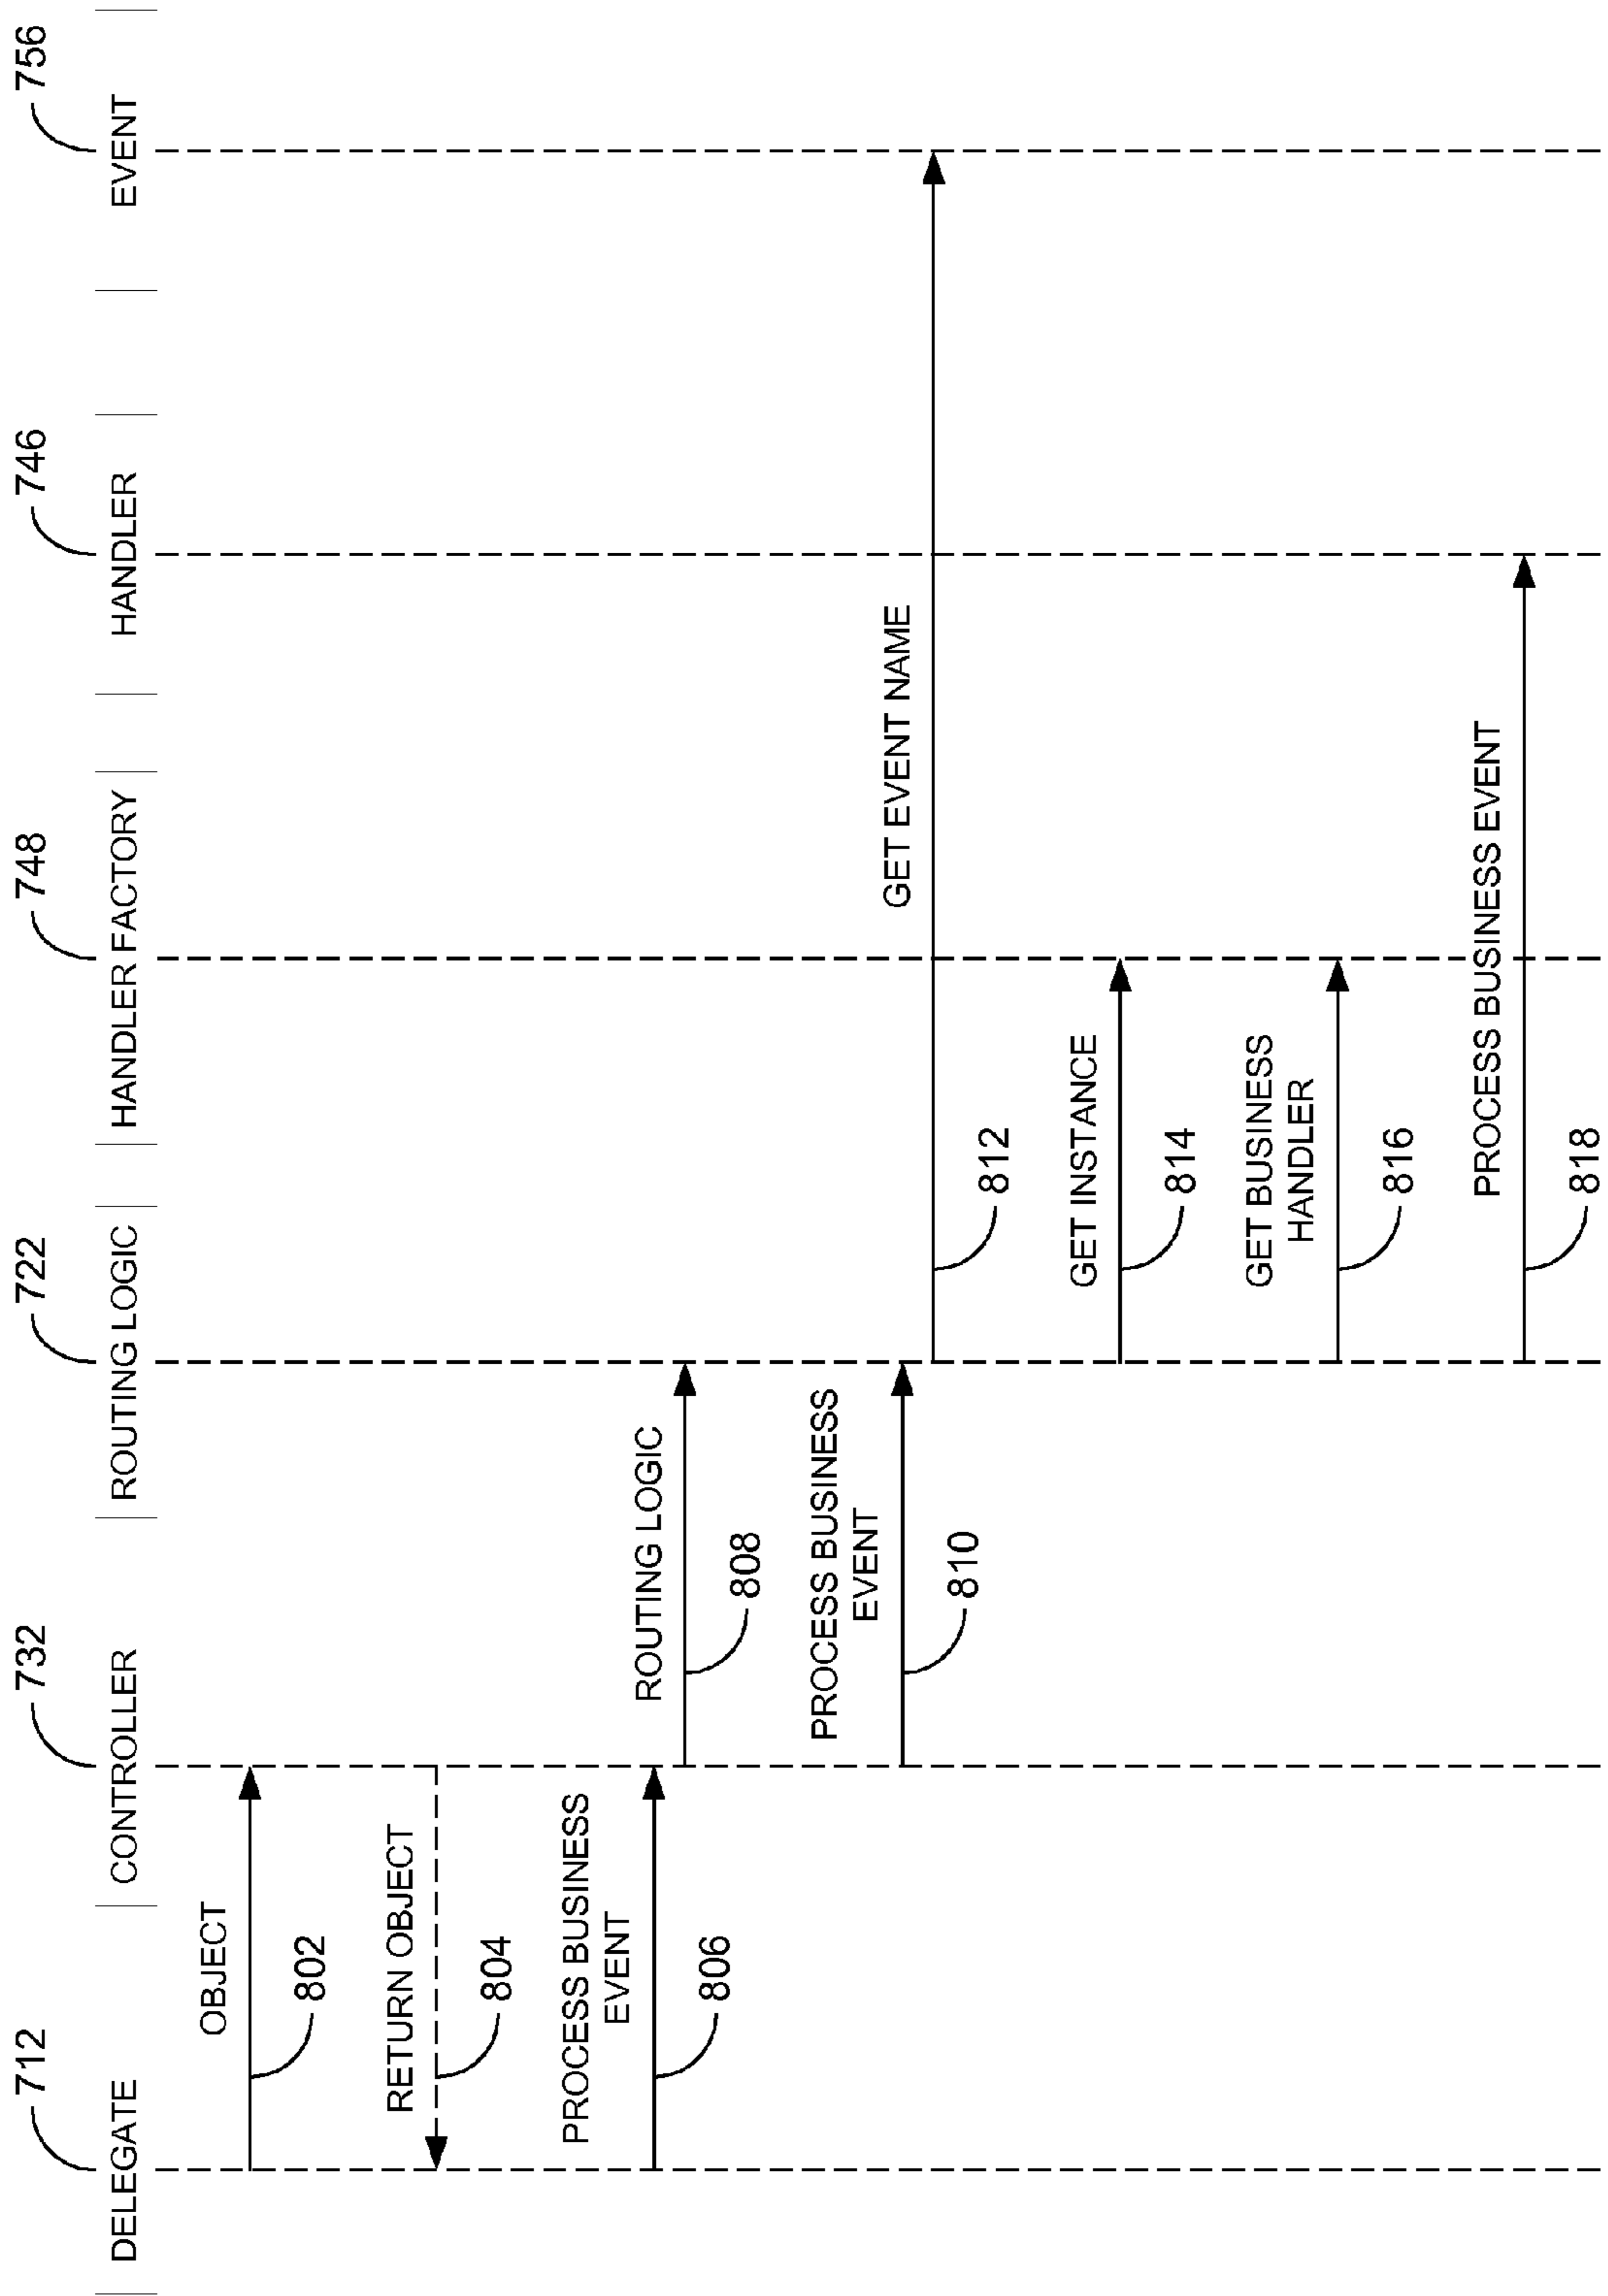 712
732
722
748
746
756
DELEGATE
CONTROLLER
ROUTING LOGIC
HANDLER FACTORY
HANDLER
EVENT
OBJECT
802
RETURN OBJECT
804
PROCESS BUSINESS
EVENT
806
ROUTING LOGIC
808
PROCESS BUSINESS
EVENT
810
GET EVENT NAME
812
GET INSTANCE
814
GET BUSINESS
HANDLER
816
PROCESS BUSINESS EVENT
818